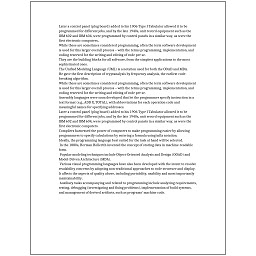 Later a control panel (plug board) added to his 1906 Type I Tabulator allowed it to be
programmed for different jobs, and by the late 1940s, unit record equipment such as the
IBM 602 and IBM 604, were programmed by control panels in a similar way, as were the
first electronic computers.
While these are sometimes considered programming, often the term software development
is used for this larger overall process – with the terms programming, implementation, and
coding reserved for the writing and editing of code per se.
They are the building blocks for all software, from the simplest applications to the most
sophisticated ones.
The Unified Modeling Language (UML) is a notation used for both the OOAD and MDA.
He gave the first description of cryptanalysis by frequency analysis, the earliest code-
breaking algorithm.
While these are sometimes considered programming, often the term software development
is used for this larger overall process – with the terms programming, implementation, and
coding reserved for the writing and editing of code per se.
Assembly languages were soon developed that let the programmer specify instruction in a
text format (e.g., ADD X, TOTAL), with abbreviations for each operation code and
meaningful names for specifying addresses.
Later a control panel (plug board) added to his 1906 Type I Tabulator allowed it to be
programmed for different jobs, and by the late 1940s, unit record equipment such as the
IBM 602 and IBM 604, were programmed by control panels in a similar way, as were the
first electronic computers.
Compilers harnessed the power of computers to make programming easier by allowing
programmers to specify calculations by entering a formula using infix notation.
Ideally, the programming language best suited for the task at hand will be selected.
In the 1880s, Herman Hollerith invented the concept of storing data in machine-readable
form.
Popular modeling techniques include Object-Oriented Analysis and Design (OOAD) and
Model-Driven Architecture (MDA).
Various visual programming languages have also been developed with the intent to resolve
readability concerns by adopting non-traditional approaches to code structure and display.
It affects the aspects of quality above, including portability, usability and most importantly
maintainability.
Auxiliary tasks accompanying and related to programming include analyzing requirements,
testing, debugging (investigating and fixing problems), implementation of build systems,
and management of derived artifacts, such as programs' machine code.